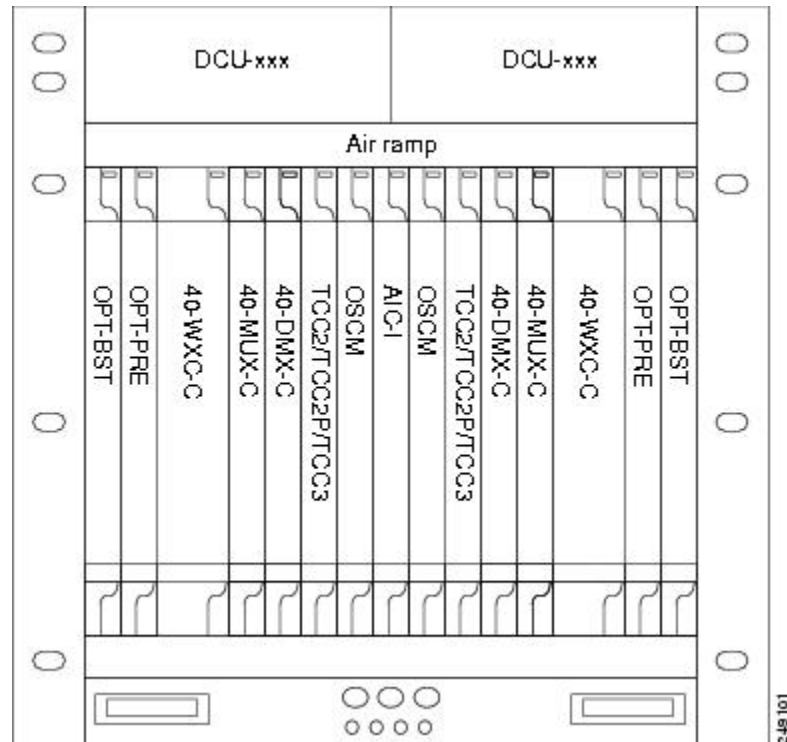 DCU-xxx
DCU-xxx
Air ramp
OPT-BST
OPT-PRE
40-WXC-C
40-MUX-C
40-DMX-C
TCC2/TCC2P/TCC3
OSCM
AIC-I
OSCM
TCC2/TCC2P/TCC3
40-DMX-C
40-MUX-C
40-WXC-C
OPT-PRE
OPT-BST
249101